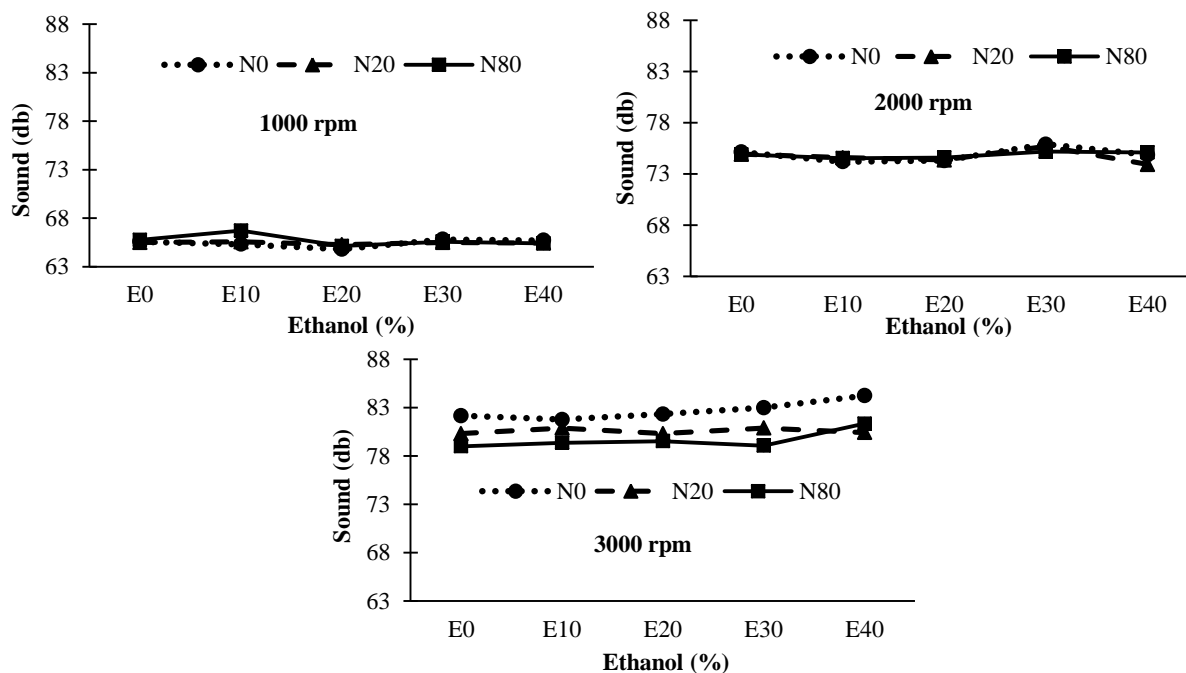 88
83
78
73
68
63
Sound (db)
N0 N20 N80
1000 rpm
E0 E10 E20 E30 E40
Ethanol (%)
88
83
78
73
68
63
Sound (db)
N0 N20 N80
2000 rpm
E0 E10 E20 E30 E40
Ethanol (%)
88
83
78
73
68
63
Sound (db)
N0 N20 N80
3000 rpm
E0 E10 E20 E30 E40
Ethanol (%)